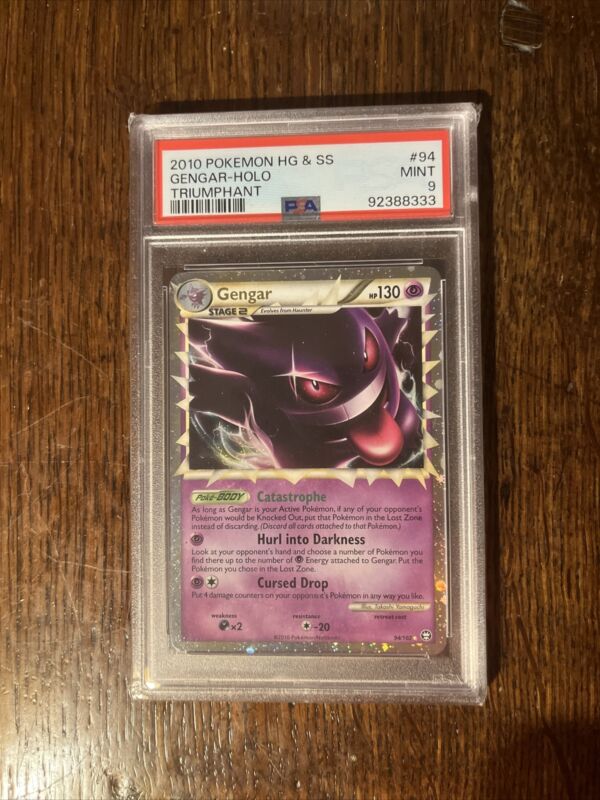 2010 POKEMON HG & SS #94
GENGAR-HOLO MINT
TRIUMPHANT 9
PSA 92388333
Gengar HP 130
STAGE 2 Evolves from Haunter
Poké-BODY Catastrophe
As long as Gengar is your Active Pokémon, if any of your opponent's
Pokémon would be Knocked Out, put that Pokémon in the Lost Zone
instead of discarding. (Discard all cards attached to that Pokémon.)
Hurl into Darkness
Look at your opponent's hand and choose a number of Pokémon you
find there up to the number of Energy attached to Gengar. Put the
Pokémon you chose in the Lost Zone.
Cursed Drop
Put 4 damage counters on your opponent's Pokémon in any way you like.
Illus. Takashi Yamaguchi
weakness resistance retreat cost
×2 -20
©2010 Pokémon/Nintendo 94/102